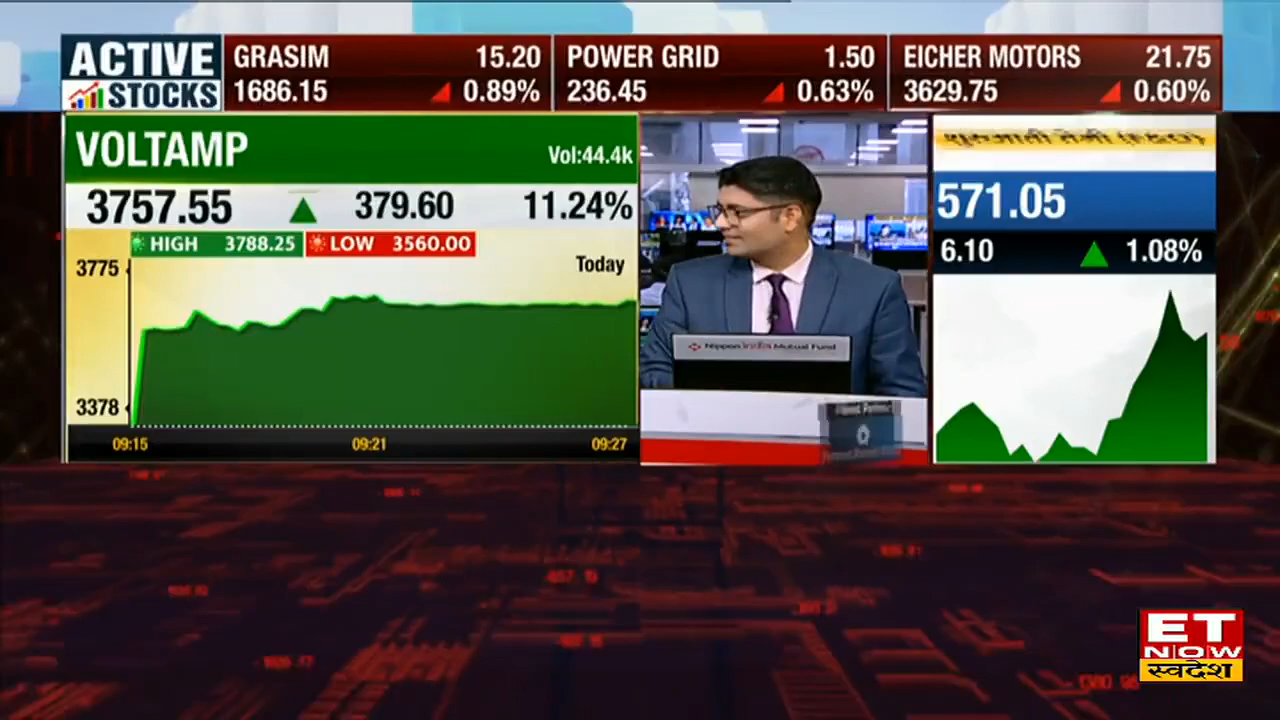 ACTIVE
STOCKS
GRASIM 15.20
1686.15 0.89%
POWER GRID 1.50
236.45 0.63%
EICHER MOTORS 21.75
3629.75 0.60%
VOLTAMP Vol:44.4k
3757.55 379.60 11.24%
HIGH 3788.25 LOW 3560.00
Today
3775
3378
09:15 09:21 09:27
Nippon India Mutual Fund
571.05
6.10 1.08%
ET
NOW
स्वदेश